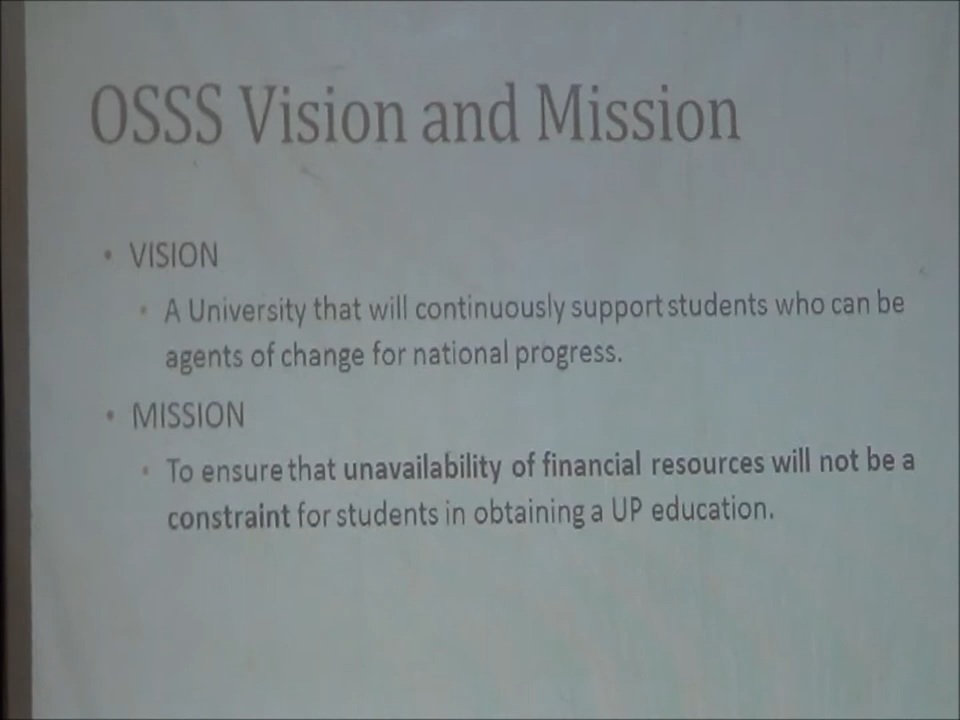 OSSS Vision and Mission
• VISION
• A University that will continuously support students who can be
agents of change for national progress.
• MISSION
• To ensure that unavailability of financial resources will not be a
constraint for students in obtaining a UP education.